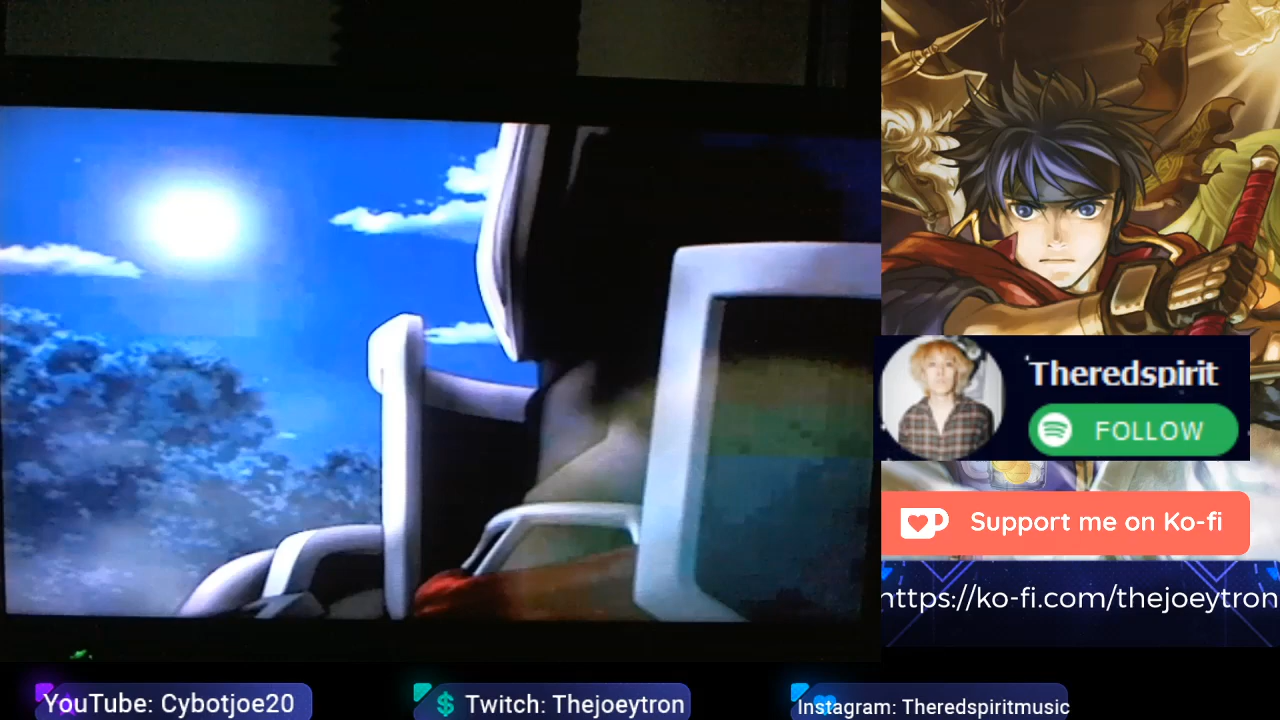 Theredspirit
FOLLOW
Support me on Ko-fi
https://ko-fi.com/thejoeytron
YouTube: Cybotjoe20
Twitch: Thejoeytron
Instagram: Theredspiritmusic